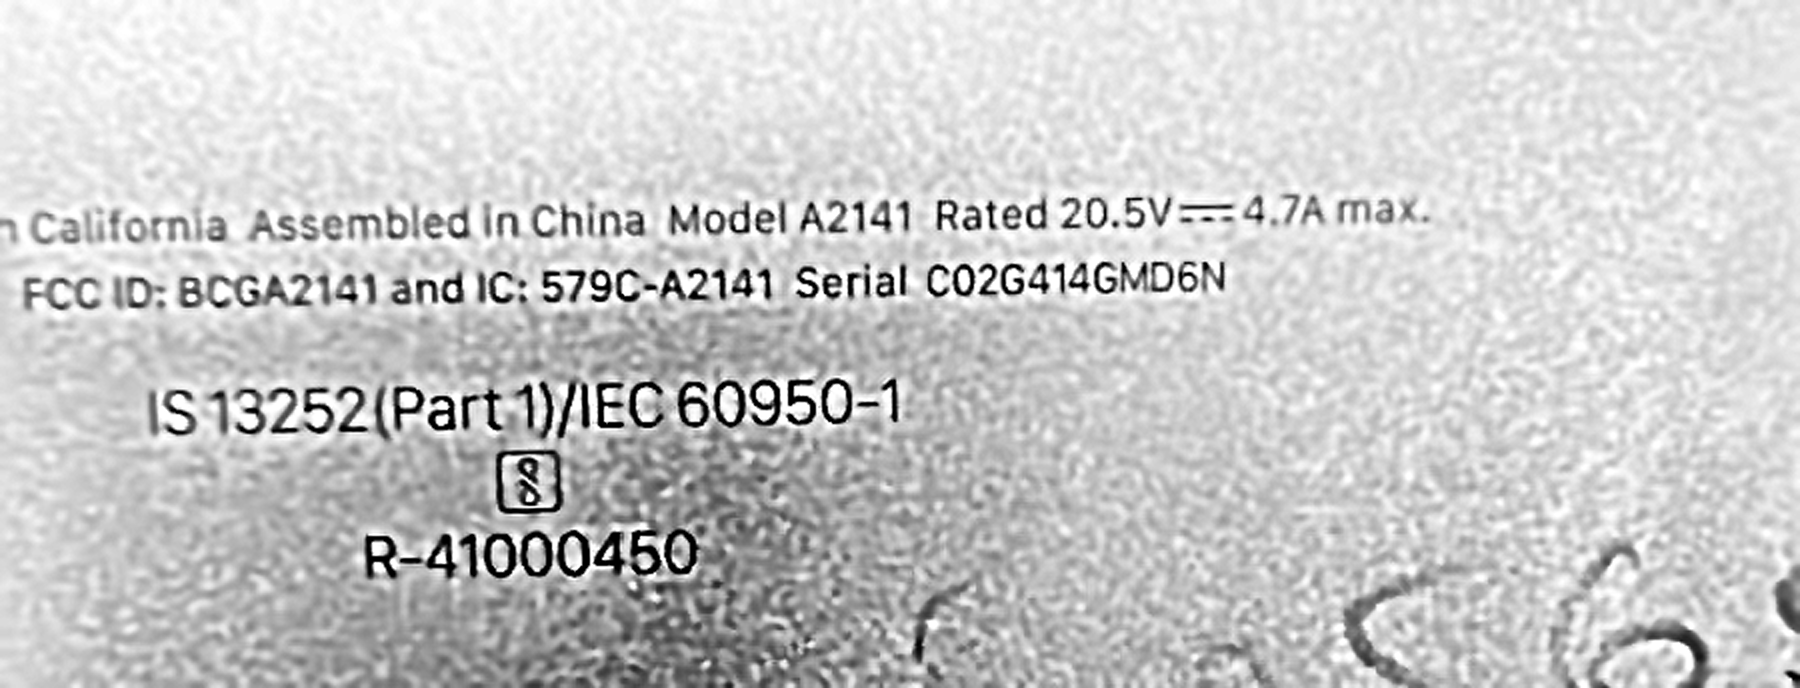 California Assembled in China Model A2141 Rated 20.5V⎓4.7A max.
FCC ID: BCGA2141 and IC: 579C-A2141 Serial C02G414GMD6N
IS 13252(Part 1)/IEC 60950-1
R-41000450